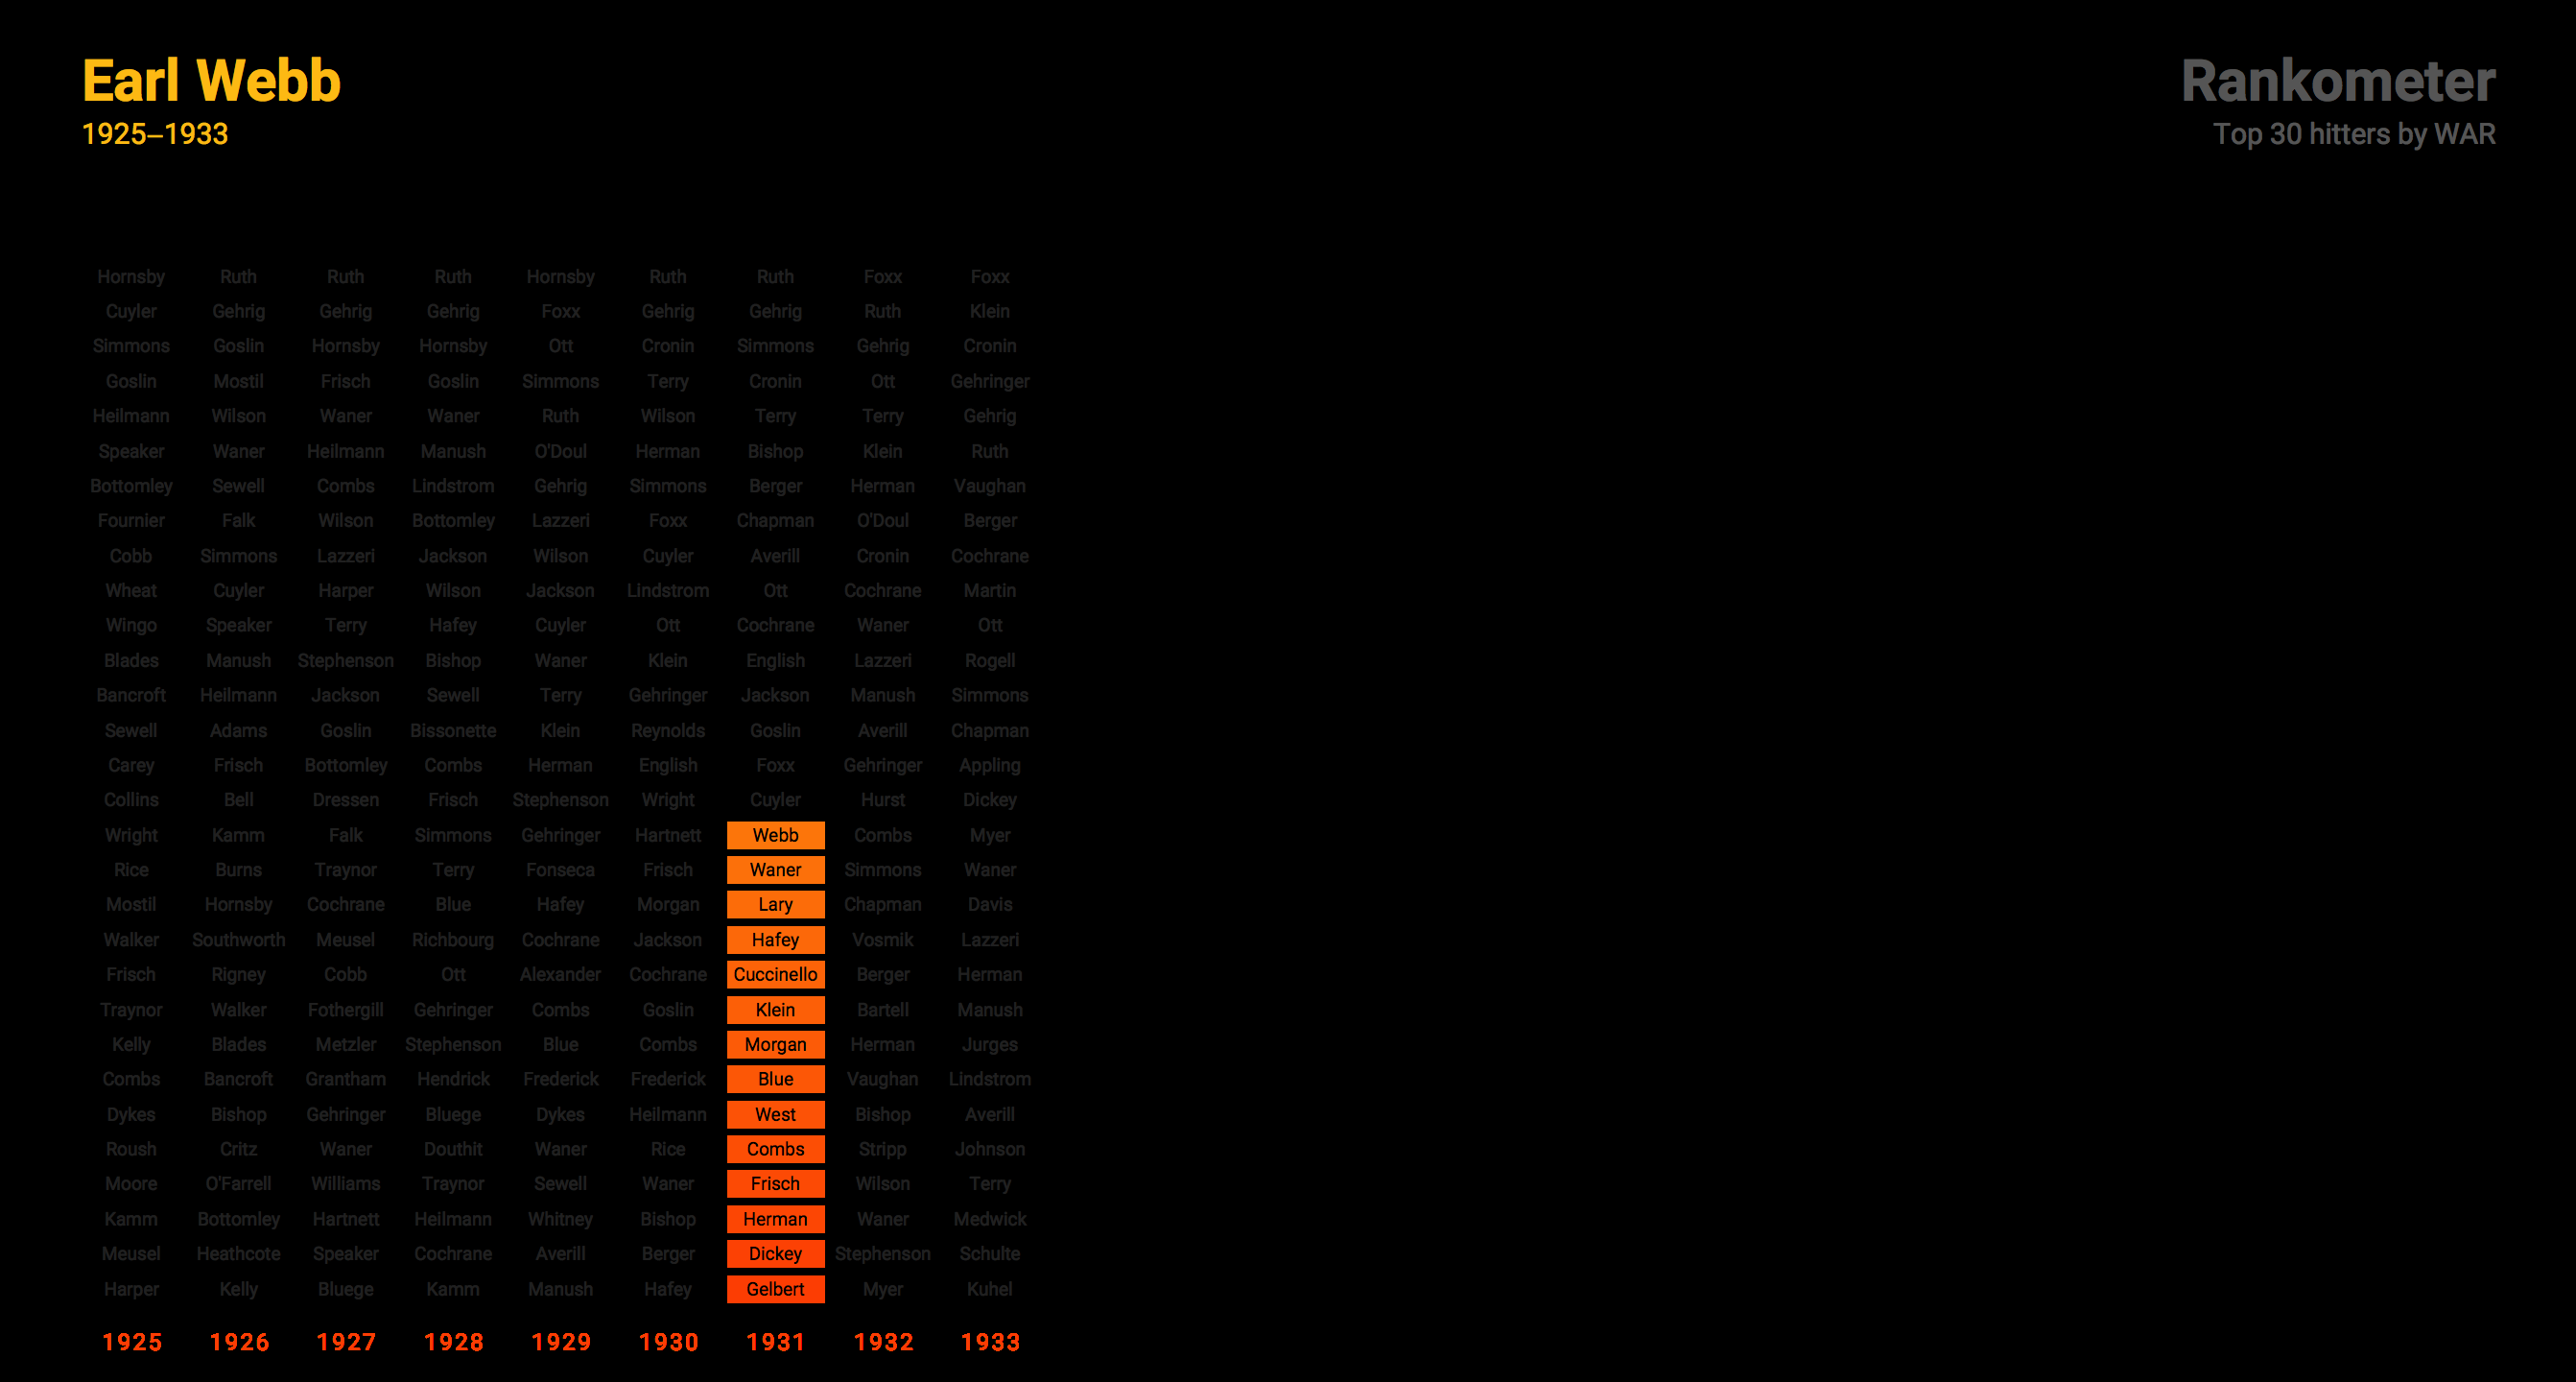 Earl Webb
1925–1933
Rankometer
Top 30 hitters by WAR
Hornsby Ruth Ruth Ruth Hornsby Ruth Ruth Foxx Foxx
Cuyler Gehrig Gehrig Gehrig Foxx Gehrig Gehrig Ruth Klein
Simmons Goslin Hornsby Hornsby Ott Cronin Simmons Gehrig Cronin
Goslin Mostil Frisch Goslin Simmons Terry Cronin Ott Gehringer
Heilmann Wilson Waner Waner Ruth Wilson Terry Terry Gehrig
Speaker Waner Heilmann Manush O'Doul Herman Bishop Klein Ruth
Bottomley Sewell Combs Lindstrom Gehrig Simmons Berger Herman Vaughan
Fournier Falk Wilson Bottomley Lazzeri Foxx Chapman O'Doul Berger
Cobb Simmons Lazzeri Jackson Wilson Cuyler Averill Cronin Cochrane
Wheat Cuyler Harper Wilson Jackson Lindstrom Ott Cochrane Martin
Wingo Speaker Terry Hafey Cuyler Ott Cochrane Waner Ott
Blades Manush Stephenson Bishop Waner Klein English Lazzeri Rogell
Bancroft Heilmann Jackson Sewell Terry Gehringer Jackson Manush Simmons
Sewell Adams Goslin Bissonette Klein Reynolds Goslin Averill Chapman
Carey Frisch Bottomley Combs Herman English Foxx Gehringer Appling
Collins Bell Dressen Frisch Stephenson Wright Cuyler Hurst Dickey
Wright Kamm Falk Simmons Gehringer Hartnett Webb Combs Myer
Rice Burns Traynor Terry Fonseca Frisch Waner Simmons Waner
Mostil Hornsby Cochrane Blue Hafey Morgan Lary Chapman Davis
Walker Southworth Meusel Richbourg Cochrane Jackson Hafey Vosmik Lazzeri
Frisch Rigney Cobb Ott Alexander Cochrane Cuccinello Berger Herman
Traynor Walker Fothergill Gehringer Combs Goslin Klein Bartell Manush
Kelly Blades Metzler Stephenson Blue Combs Morgan Herman Jurges
Combs Bancroft Grantham Hendrick Frederick Frederick Blue Vaughan Lindstrom
Dykes Bishop Gehringer Bluege Dykes Heilmann West Bishop Averill
Roush Critz Waner Douthit Waner Rice Combs Stripp Johnson
Moore O'Farrell Williams Traynor Sewell Waner Frisch Wilson Terry
Kamm Bottomley Hartnett Heilmann Whitney Bishop Herman Waner Medwick
Meusel Heathcote Speaker Cochrane Averill Berger Dickey Stephenson Schulte
Harper Kelly Bluege Kamm Manush Hafey Gelbert Myer Kuhel
1925 1926 1927 1928 1929 1930 1931 1932 1933